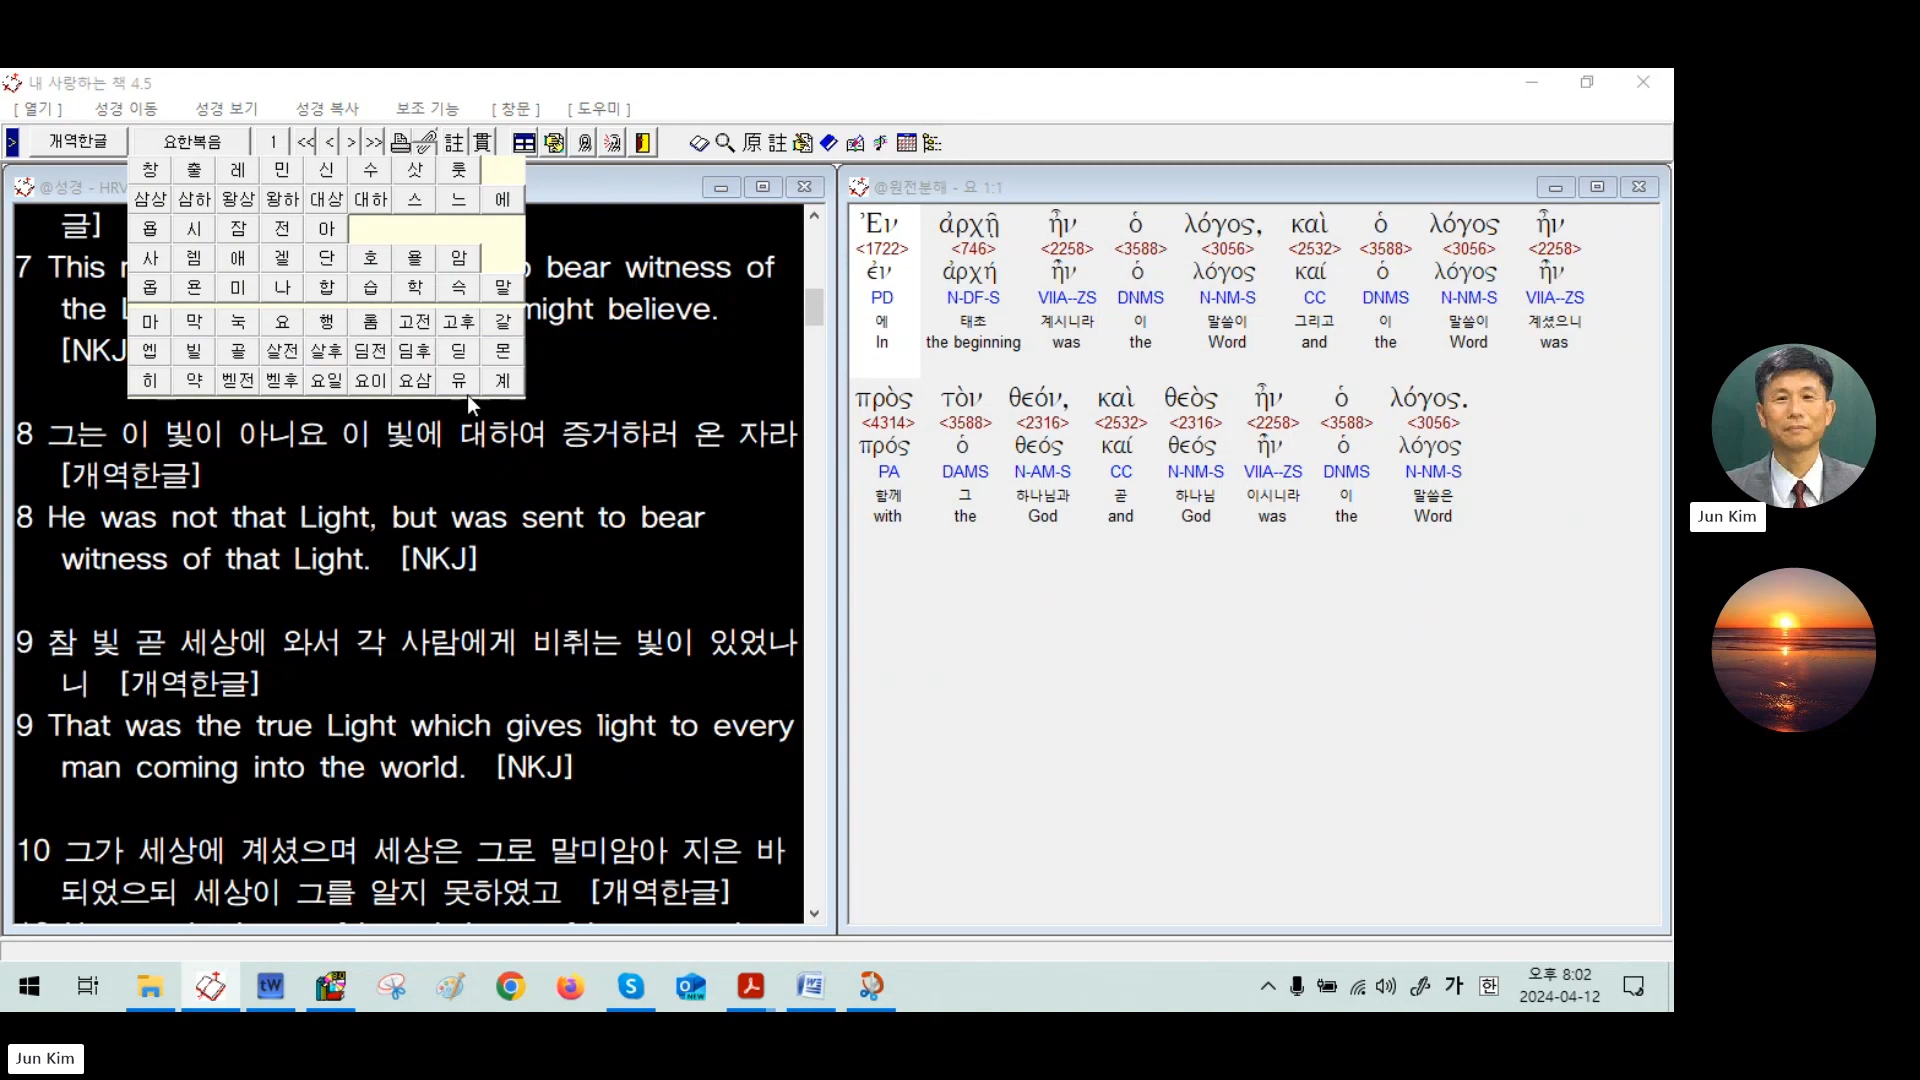 내 사랑하는 책 4.5
[ 열기 ] 성경 이동 성경 보기 성경 복사 보조 기능 [ 창문 ] [ 도우미 ]
> 개역한글 요한복음 1 << < > >> 註 貫 原 註
@성경 - HRV
창 출 레 민 신 수 삿 룻
삼상 삼하 왕상 왕하 대상 대하 스 느 에
욥 시 잠 전 아
사 렘 애 겔 단 호 욜 암
옵 욘 미 나 합 습 학 슥 말
마 막 눅 요 행 롬 고전 고후 갈
엡 빌 골 살전 살후 딤전 딤후 딛 몬
히 약 벧전 벧후 요일 요이 요삼 유 계
글]
7 This bear witness of
the might believe.
[NKJ
8 그는 이 빛이 아니요 이 빛에 대하여 증거하러 온 자라
[개역한글]
8 He was not that Light, but was sent to bear
witness of that Light. [NKJ]
9 참 빛 곧 세상에 와서 각 사람에게 비취는 빛이 있었나
니 [개역한글]
9 That was the true Light which gives light to every
man coming into the world. [NKJ]
10 그가 세상에 계셨으며 세상은 그로 말미암아 지은 바
되었으되 세상이 그를 알지 못하였고 [개역한글]
@원전분해 - 요 1:1
Ἐν ἀρχῇ ἦν ὁ λόγος, καὶ ὁ λόγος ἦν
<1722> <746> <2258> <3588> <3056> <2532> <3588> <3056> <2258>
ἐν ἀρχή ἦν ὁ λόγος καί ὁ λόγος ἦν
PD N-DF-S VIIA--ZS DNMS N-NM-S CC DNMS N-NM-S VIIA--ZS
에 태초 계시니라 이 말씀이 그리고 이 말씀이 계셨으니
In the beginning was the Word and the Word was
πρὸς τὸν θεόν, καὶ θεὸς ἦν ὁ λόγος.
<4314> <3588> <2316> <2532> <2316> <2258> <3588> <3056>
πρός ὁ θεός καί θεός ἦν ὁ λόγος
PA DAMS N-AM-S CC N-NM-S VIIA--ZS DNMS N-NM-S
함께 그 하나님과 곧 하나님 이시니라 이 말씀은
with the God and God was the Word
Jun Kim
가 한 오후 8:02
2024-04-12
Jun Kim